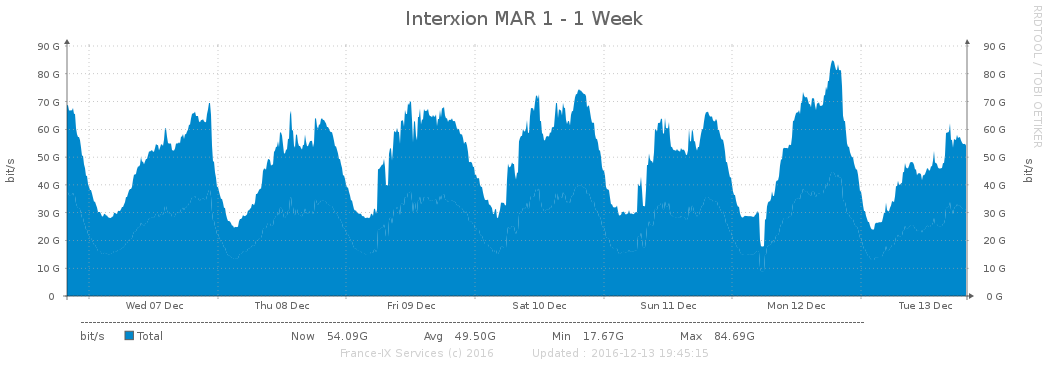 Interxion MAR 1 - 1 Week
RRDTOOL / TOBI OETIKER
90 G 90 G
80 G 80 G
70 G 70 G
60 G 60 G
50 G 50 G
40 G 40 G
30 G 30 G
20 G 20 G
10 G 10 G
0 0 G
bit/s
bit/s
Wed 07 Dec Thu 08 Dec Fri 09 Dec Sat 10 Dec Sun 11 Dec Mon 12 Dec Tue 13 Dec
bit/s Total Now 54.09G Avg 49.50G Min 17.67G Max 84.69G
France-IX Services (c) 2016 Updated : 2016-12-13 19:45:15